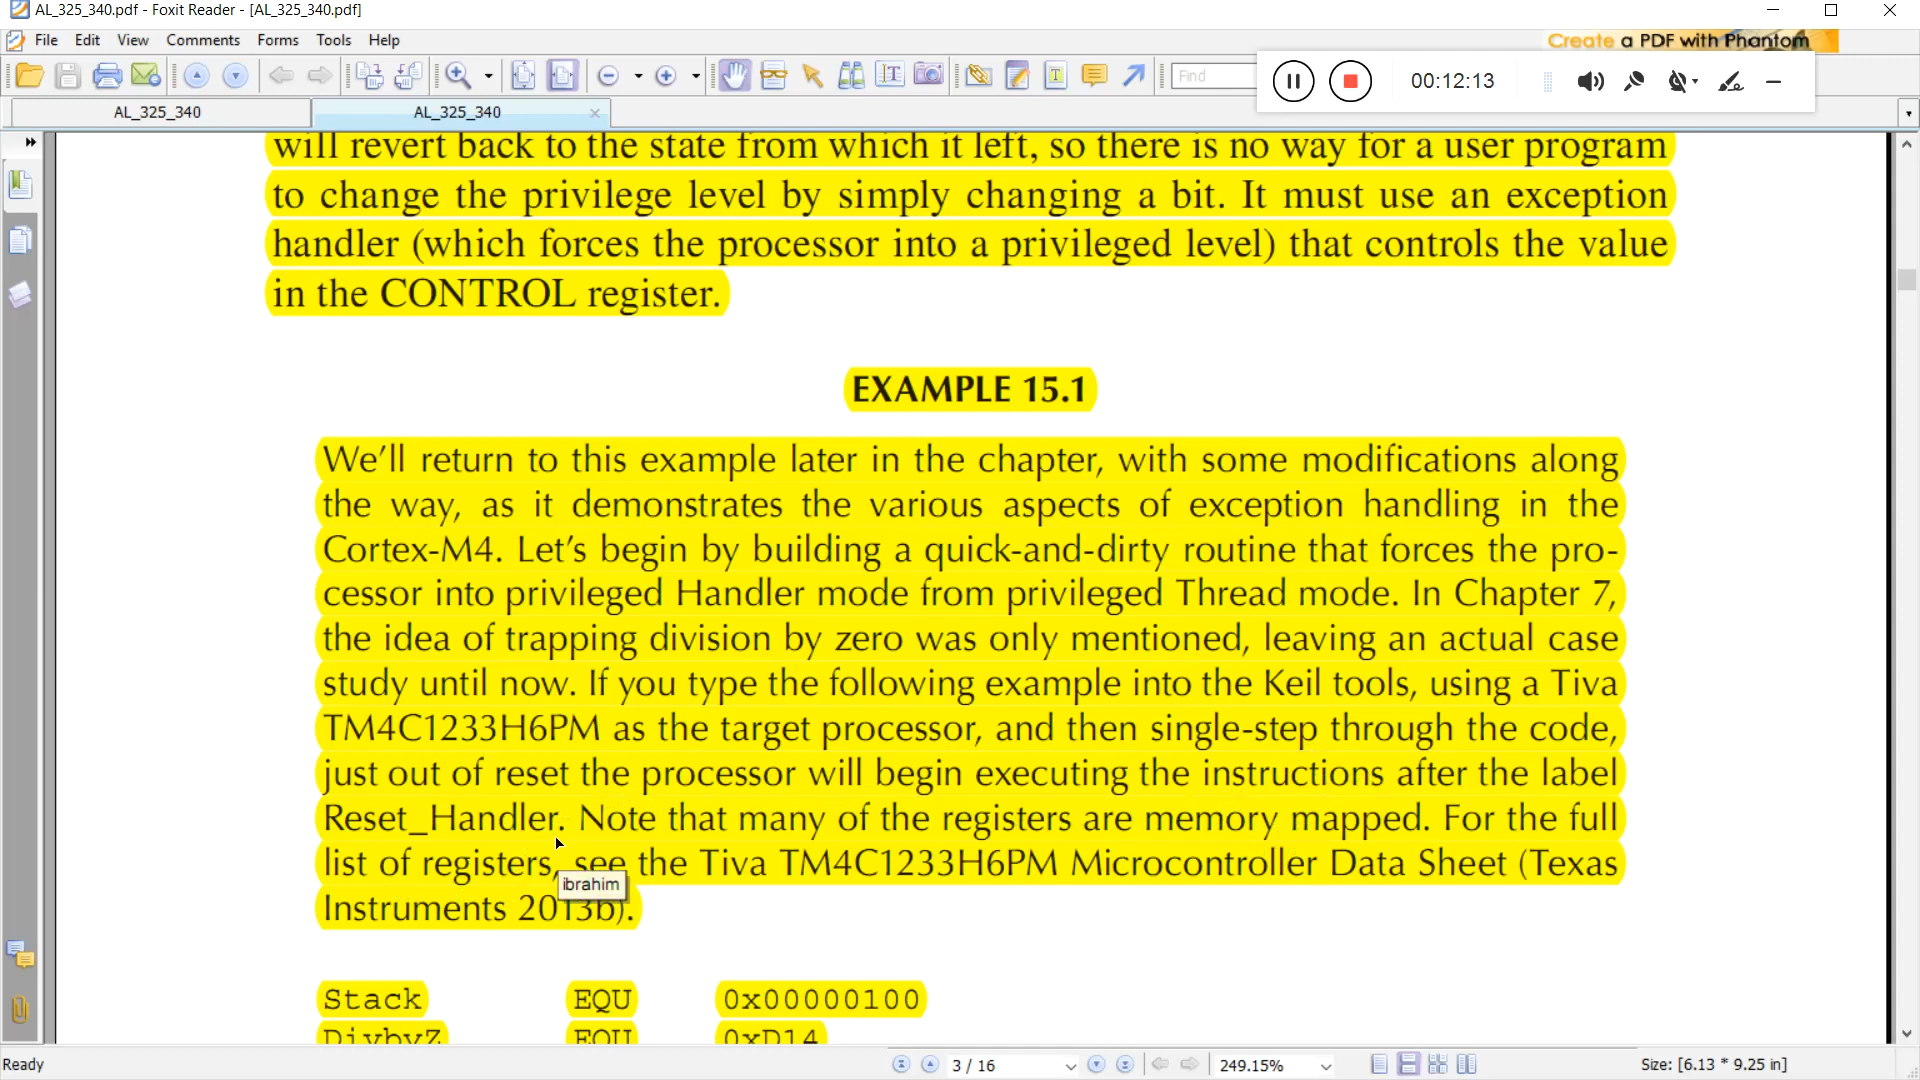 AL_325_340.pdf - Foxit Reader - [AL_325_340.pdf]
File Edit View Comments Forms Tools Help
Create a PDF with Phantom
Find
00:12:13
AL_325_340
AL_325_340
will revert back to the state from which it left, so there is no way for a user program
to change the privilege level by simply changing a bit. It must use an exception
handler (which forces the processor into a privileged level) that controls the value
in the CONTROL register.
EXAMPLE 15.1
We'll return to this example later in the chapter, with some modifications along
the way, as it demonstrates the various aspects of exception handling in the
Cortex-M4. Let's begin by building a quick-and-dirty routine that forces the pro-
cessor into privileged Handler mode from privileged Thread mode. In Chapter 7,
the idea of trapping division by zero was only mentioned, leaving an actual case
study until now. If you type the following example into the Keil tools, using a Tiva
TM4C1233H6PM as the target processor, and then single-step through the code,
just out of reset the processor will begin executing the instructions after the label
Reset_Handler. Note that many of the registers are memory mapped. For the full
list of registers, see the Tiva TM4C1233H6PM Microcontroller Data Sheet (Texas
ibrahim
Instruments 2013b).
Stack EQU 0x00000100
DivbyZ EQU 0xD14
Ready
3 / 16
249.15%
Size: [6.13 * 9.25 in]